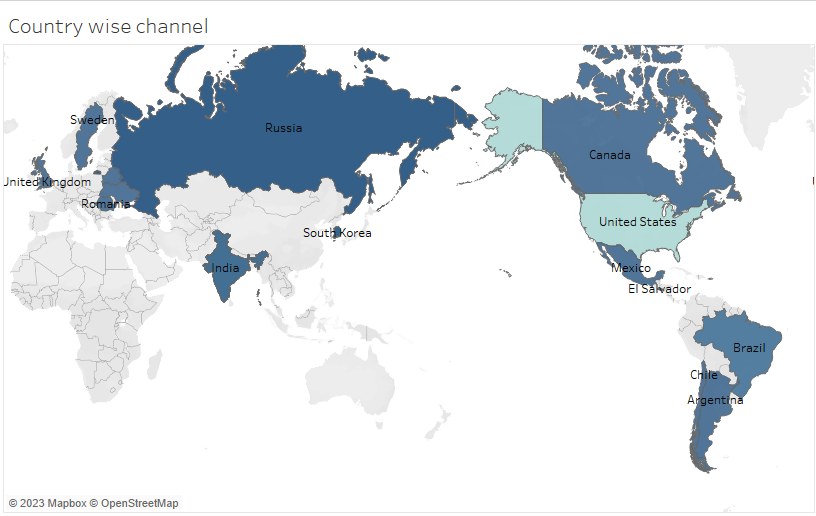 Country wise channel
Sweden
Russia
Canada
United Kingdom
Romania
United States
South Korea
India
Mexico
El Salvador
Brazil
Chile
Argentina
© 2023 Mapbox © OpenStreetMap